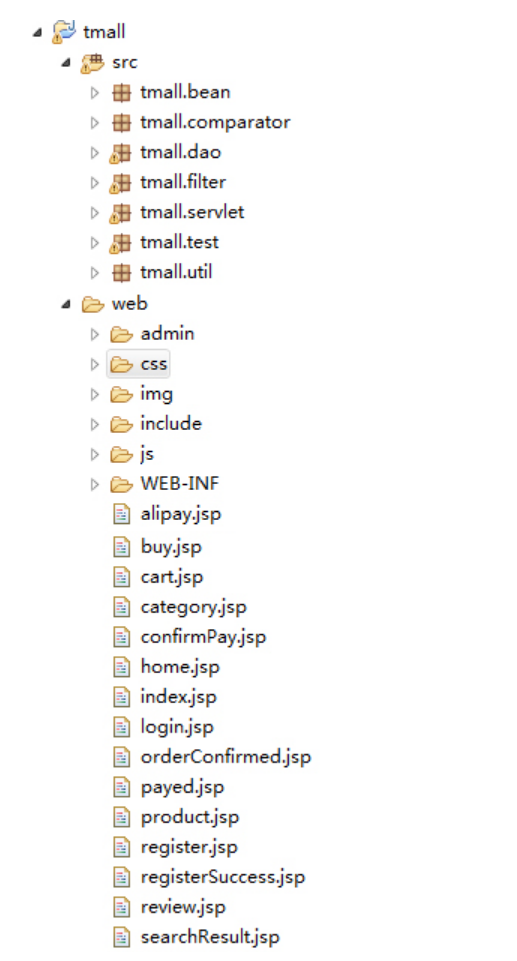 tmall
src
tmall.bean
tmall.comparator
tmall.dao
tmall.filter
tmall.servlet
tmall.test
tmall.util
web
admin
css
img
include
js
WEB-INF
alipay.jsp
buy.jsp
cart.jsp
category.jsp
confirmPay.jsp
home.jsp
index.jsp
login.jsp
orderConfirmed.jsp
payed.jsp
product.jsp
register.jsp
registerSuccess.jsp
review.jsp
searchResult.jsp